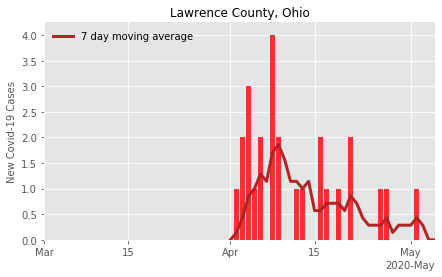 Lawrence County, Ohio
7 day moving average
New Covid-19 Cases
4.0
3.5
3.0
2.5
2.0
1.5
1.0
0.5
0.0
Mar 15 Apr 15 May
2020-May